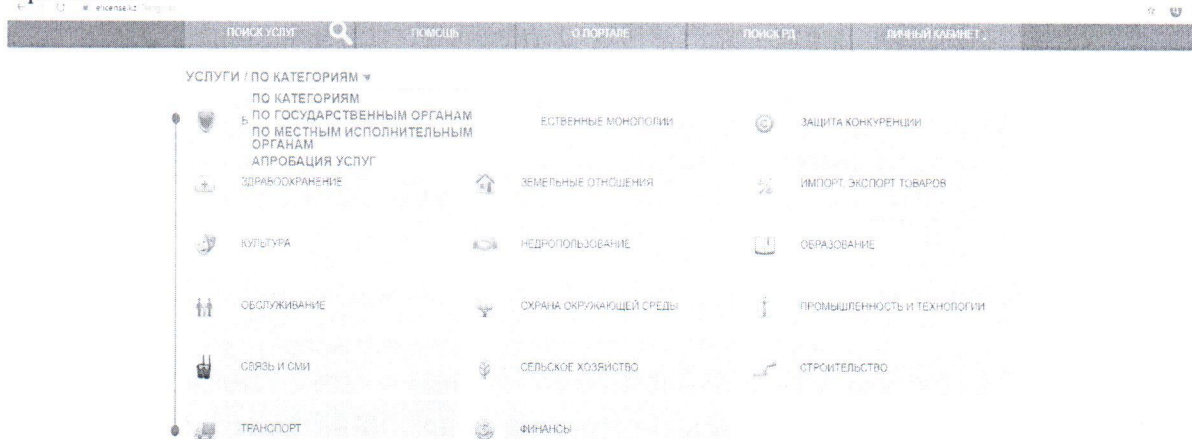 elicense.kz
ПОИСК УСЛУГ
ПОМОЩЬ
О ПОРТАЛЕ
ПОИСК РД
ЛИЧНЫЙ КАБИНЕТ
УСЛУГИ / ПО КАТЕГОРИЯМ
ПО КАТЕГОРИЯМ
ПО ГОСУДАРСТВЕННЫМ ОРГАНАМ
ПО МЕСТНЫМ ИСПОЛНИТЕЛЬНЫМ
ОРГАНАМ
АПРОБАЦИЯ УСЛУГ
Б
ЕСТВЕННЫЕ МОНОПОЛИИ
ЗАЩИТА КОНКУРЕНЦИИ
ЗДРАВООХРАНЕНИЕ
ЗЕМЕЛЬНЫЕ ОТНОШЕНИЯ
ИМПОРТ, ЭКСПОРТ ТОВАРОВ
КУЛЬТУРА
НЕДРОПОЛЬЗОВАНИЕ
ОБРАЗОВАНИЕ
ОБСЛУЖИВАНИЕ
ОХРАНА ОКРУЖАЮЩЕЙ СРЕДЫ
ПРОМЫШЛЕННОСТЬ И ТЕХНОЛОГИИ
СВЯЗЬ И СМИ
СЕЛЬСКОЕ ХОЗЯЙСТВО
СТРОИТЕЛЬСТВО
ТРАНСПОРТ
ФИНАНСЫ